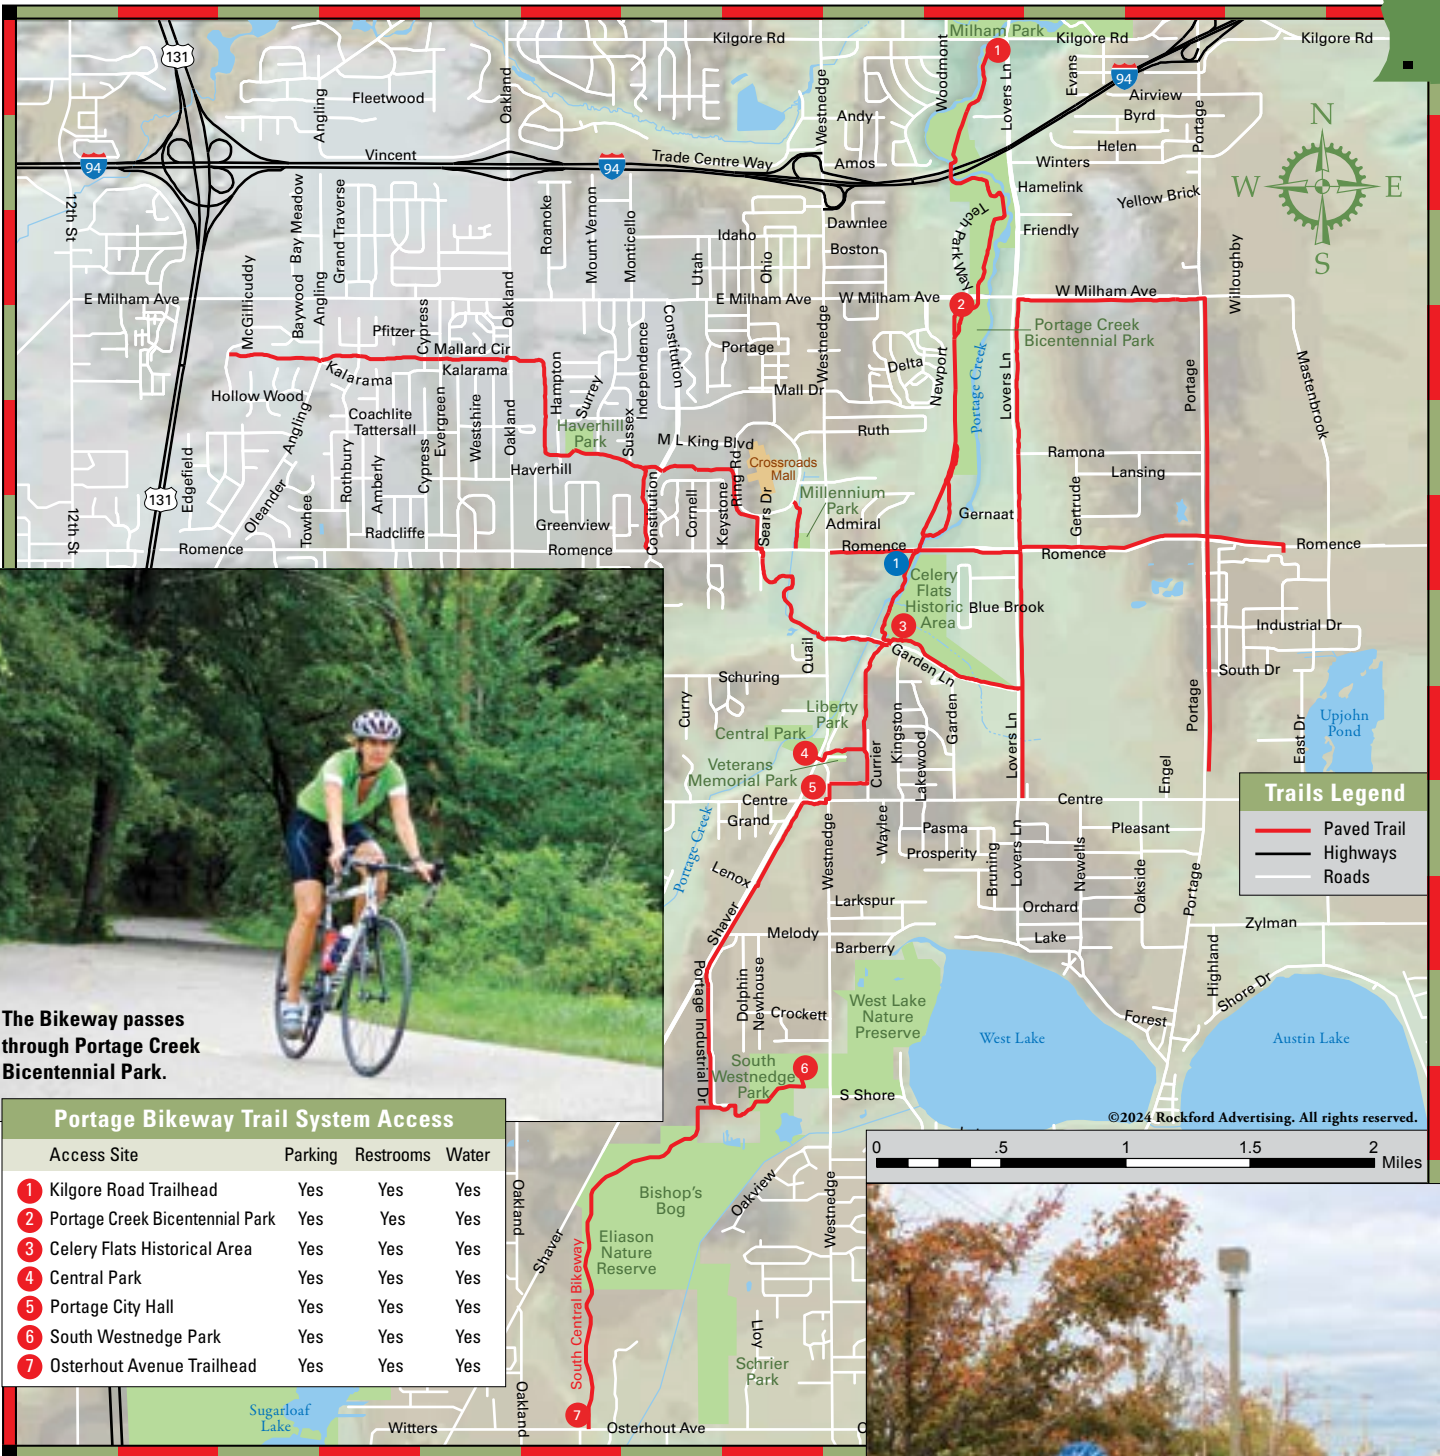 Milham Park
Kilgore Rd
Kilgore Rd
Kilgore Rd
131
1
94
Oakland
Westnedge
Woodmont
Lovers Ln
Evans
Airview
Fleetwood
Angling
Andy
Byrd
Portage
N
Helen
Vincent
94
94
Trade Centre Way
Amos
Winters
Hamelink
W
E
S
12th St
Bay Meadow
Grand Traverse
Roanoke
Mount Vernon
Monticello
Dawnlee
Yellow Brick
Idaho
Boston
Tech Park Way
Friendly
McGillicuddy
Baywood
Angling
Oakland
Utah
Ohio
Willoughby
E Milham Ave
E Milham Ave
W Milham Ave
2
W Milham Ave
Pfitzer
Cypress
Mallard Cir
Constitution
Independence
Portage
Westnedge
Portage Creek
Bicentennial Park
Kalarama
Kalarama
Hampton
Surrey
Delta
Newport
Portage Creek
Lovers Ln
Portage
Mastenbrook
Hollow Wood
Mall Dr
Angling
Coachlite
Tattersall
Evergreen
Westshire
Oakland
Haverhill
Park
Sussex
M L King Blvd
Ruth
Haverhill
Ring Rd
Crossroads
Mall
Ramona
Lansing
Edgefield
131
Oleander
Rothbury
Amberly
Cypress
Constitution
Cornell
Keystone
Sears Dr
Millennium
Park
Gertrude
12th St
Towhee
Radcliffe
Greenview
Admiral
Gernaat
Romence
Romence
Romence
Romence
Romence
1
Celery
Flats
Historic
Area
Blue Brook
3
Industrial Dr
Quail
Garden Ln
South Dr
Schuring
Curry
Liberty
Park
Kingston
Garden
Portage
Upjohn
Pond
Central Park
4
East Dr
Veterans
Memorial Park
Currier
Lakewood
Lovers Ln
Engel
5
Centre
Centre
Trails Legend
Paved Trail
Highways
Roads
Grand
Portage Creek
Westnedge
Waylee
Pasma
Pleasant
Prosperity
Bruning
Lovers Ln
Newells
Oakside
Portage
Lenox
Larkspur
Orchard
Shaver
Melody
Barberry
Lake
Zylman
Portage Industrial Dr
Dolphin
Newhouse
Highland
Shore Dr
Crockett
West Lake
Nature
Preserve
Forest
West Lake
Austin Lake
South
Westnedge
Park
6
S Shore
The Bikeway passes
through Portage Creek
Bicentennial Park.
©2024 Rockford Advertising. All rights reserved.
0 .5 1 1.5 2
Miles
Portage Bikeway Trail System Access
Access Site Parking Restrooms Water
1 Kilgore Road Trailhead Yes Yes Yes
2 Portage Creek Bicentennial Park Yes Yes Yes
3 Celery Flats Historical Area Yes Yes Yes
4 Central Park Yes Yes Yes
5 Portage City Hall Yes Yes Yes
6 South Westnedge Park Yes Yes Yes
7 Osterhout Avenue Trailhead Yes Yes Yes
Oakland
Shaver
Bishop's
Bog
Oakview
Westnedge
Eliason
Nature
Reserve
South Central Bikeway
Lloy
Schrier
Park
Sugarloaf
Lake
Witters
Oakland
7
Osterhout Ave